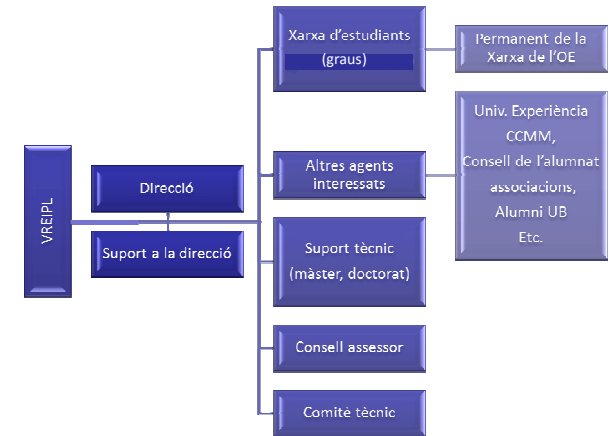 VREIPL
Direcció
Suport a la direcció
Xarxa d'estudiants
(graus)
Permanent de la
Xarxa de l'OE
Altres agents
interessats
Univ. Experiència
CCMM,
Consell de l'alumnat
associacions,
Alumni UB
Etc.
Suport tècnic
(màster, doctorat)
Consell assessor
Comitè tècnic